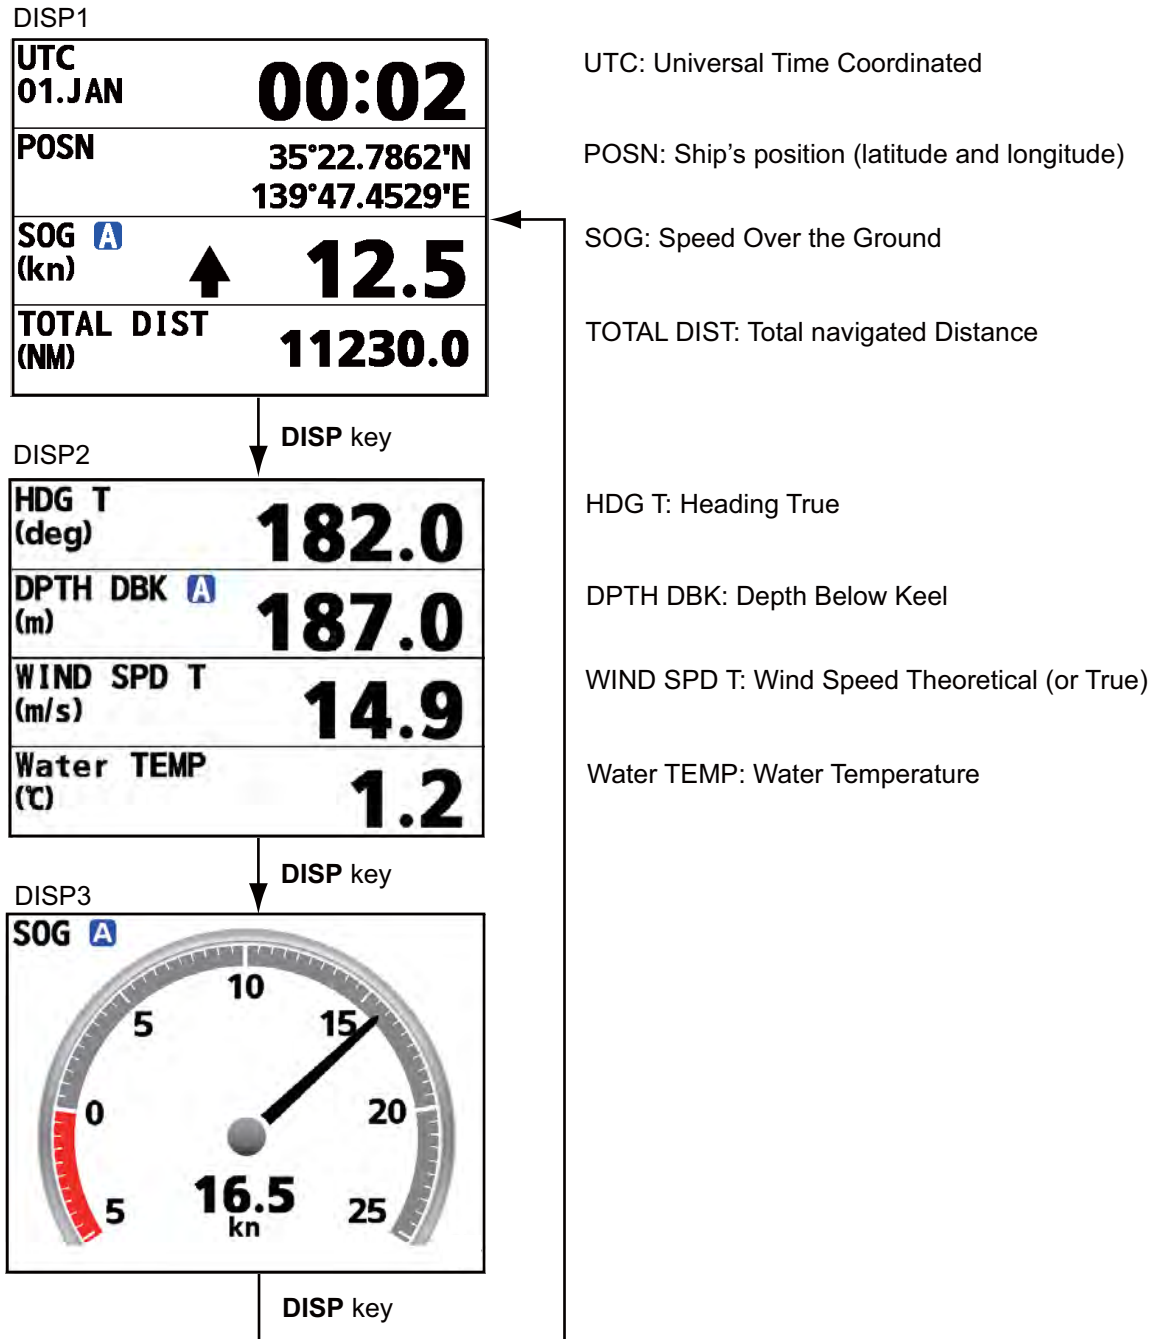 DISP1
UTC
01.JAN
00:02
UTC: Universal Time Coordinated
POSN
35°22.7862'N
139°47.4529'E
POSN: Ship's position (latitude and longitude)
SOG A
(kn)
12.5
SOG: Speed Over the Ground
TOTAL DIST
(NM)
11230.0
TOTAL DIST: Total navigated Distance
DISP key
DISP2
HDG T
(deg)
182.0
HDG T: Heading True
DPTH DBK A
(m)
187.0
DPTH DBK: Depth Below Keel
WIND SPD T
(m/s)
14.9
WIND SPD T: Wind Speed Theoretical (or True)
Water TEMP
(℃)
1.2
Water TEMP: Water Temperature
DISP key
DISP3
SOG A
10
5
15
0
20
5
25
16.5
kn
DISP key